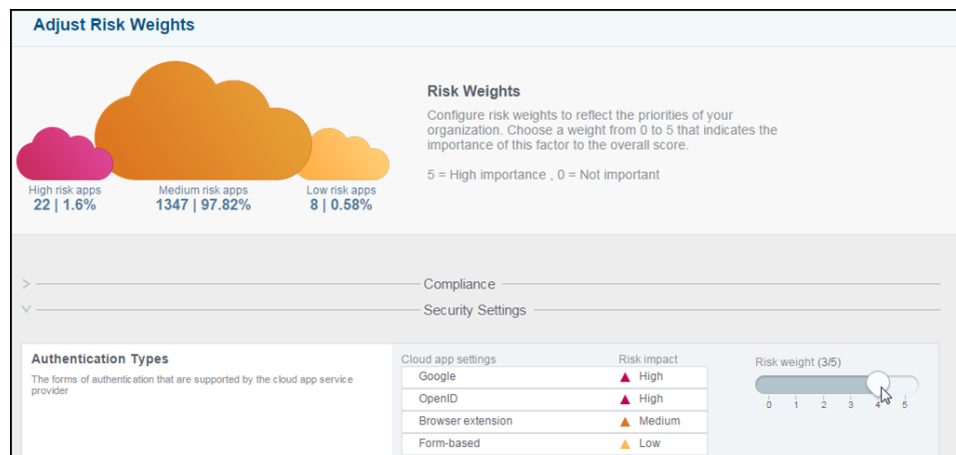 Adjust Risk Weights
Risk Weights
Configure risk weights to reflect the priorities of your
organization. Choose a weight from 0 to 5 that indicates the
importance of this factor to the overall score.
5 = High importance , 0 = Not important
High risk apps
22 | 1.6%
Medium risk apps
1347 | 97.82%
Low risk apps
8 | 0.58%
Compliance
Security Settings
Authentication Types
The forms of authentication that are supported by the cloud app service
provider
Cloud app settings Risk impact
Google High
OpenID High
Browser extension Medium
Form-based Low
Risk weight (3/5)
0 1 2 3 4 5